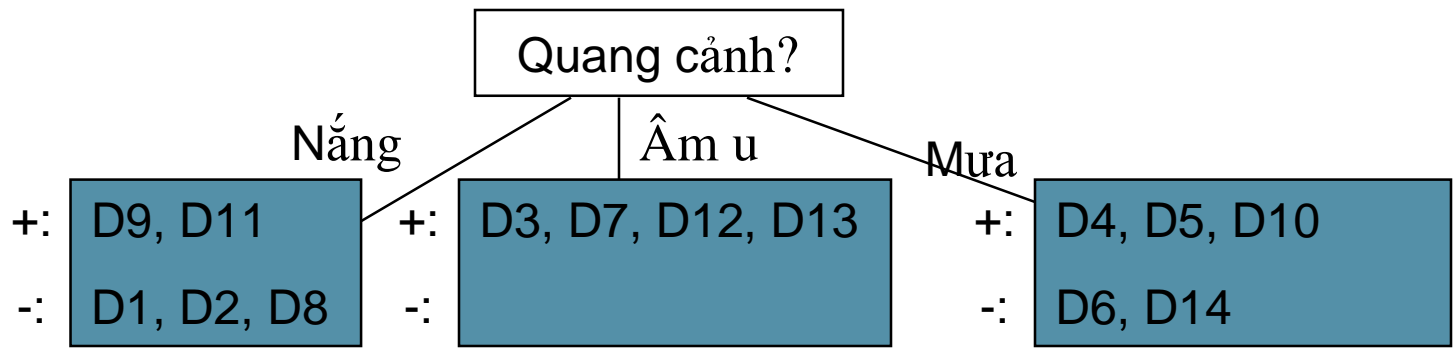 Quang cảnh?
Nắng
Âm u
Mưa
+: D9, D11
-: D1, D2, D8
+: D3, D7, D12, D13
-:
+: D4, D5, D10
-: D6, D14